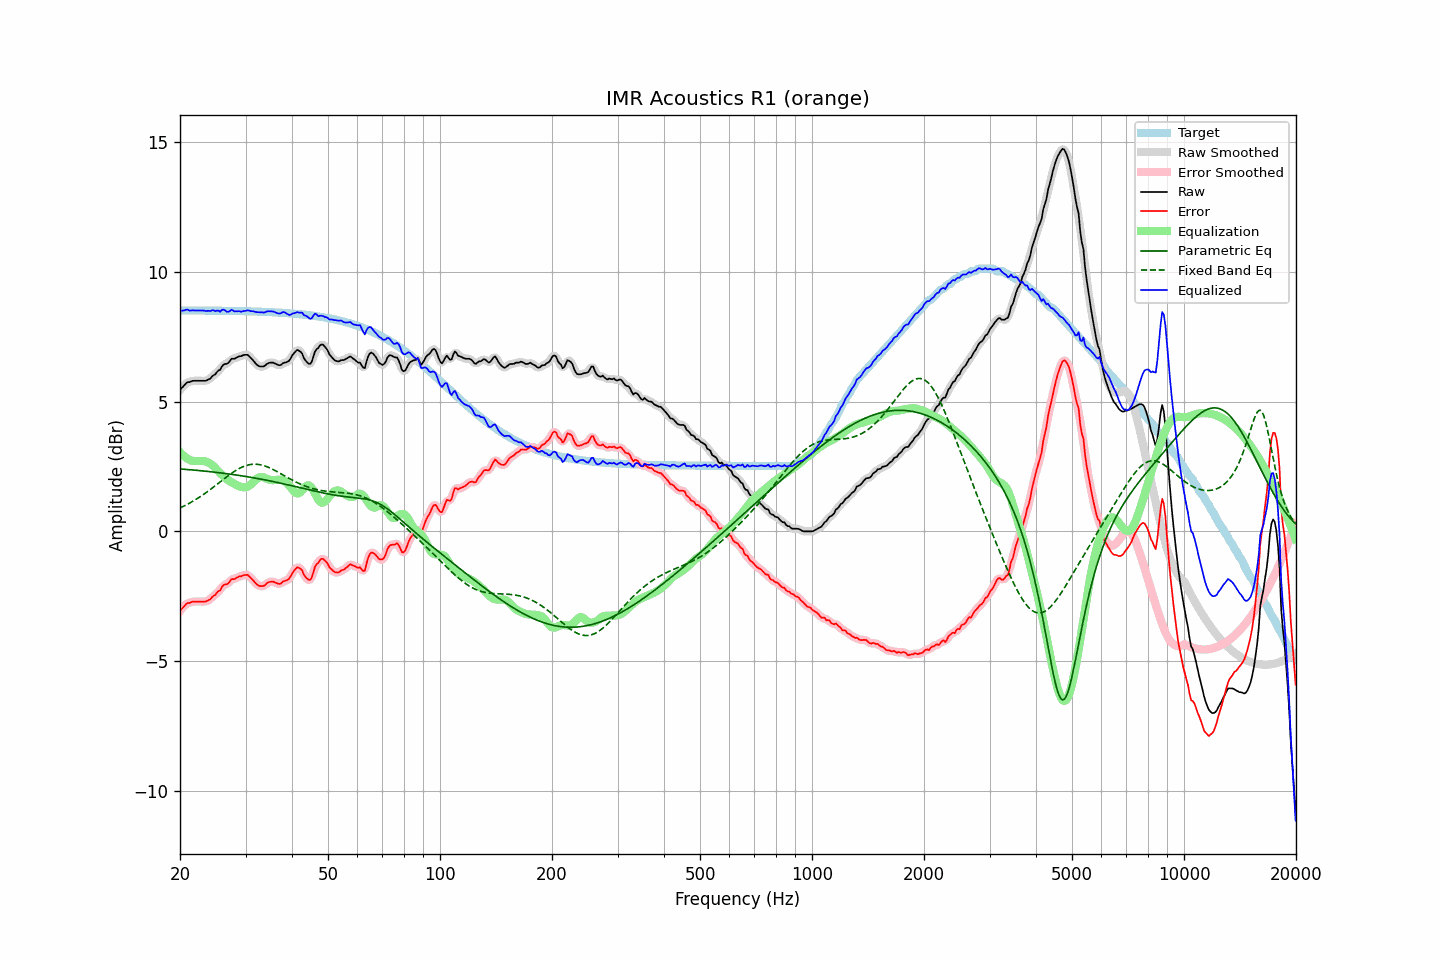 IMR Acoustics R1 (orange)
Target
Raw Smoothed
Error Smoothed
Raw
Error
Equalization
Parametric Eq
Fixed Band Eq
Equalized
15
10
5
0
−5
−10
Amplitude (dBr)
20 50 100 200 500 1000 2000 5000 10000 20000
Frequency (Hz)